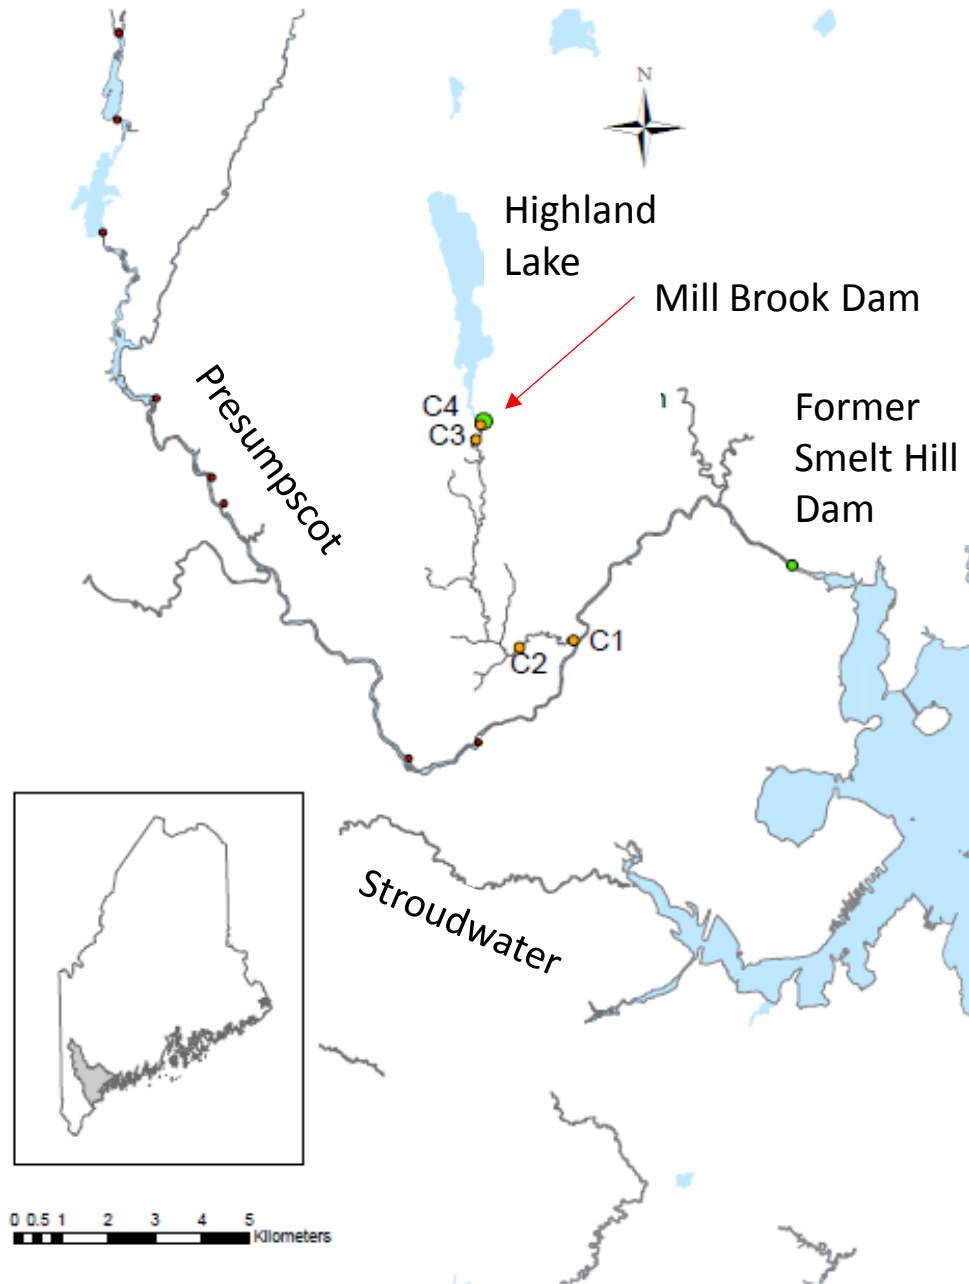 N
Highland
Lake
Mill Brook Dam
Presumpscot
C4
C3
Former
Smelt Hill
Dam
C1
C2
Stroudwater
0 0.5 1 2 3 4 5
Kilometers